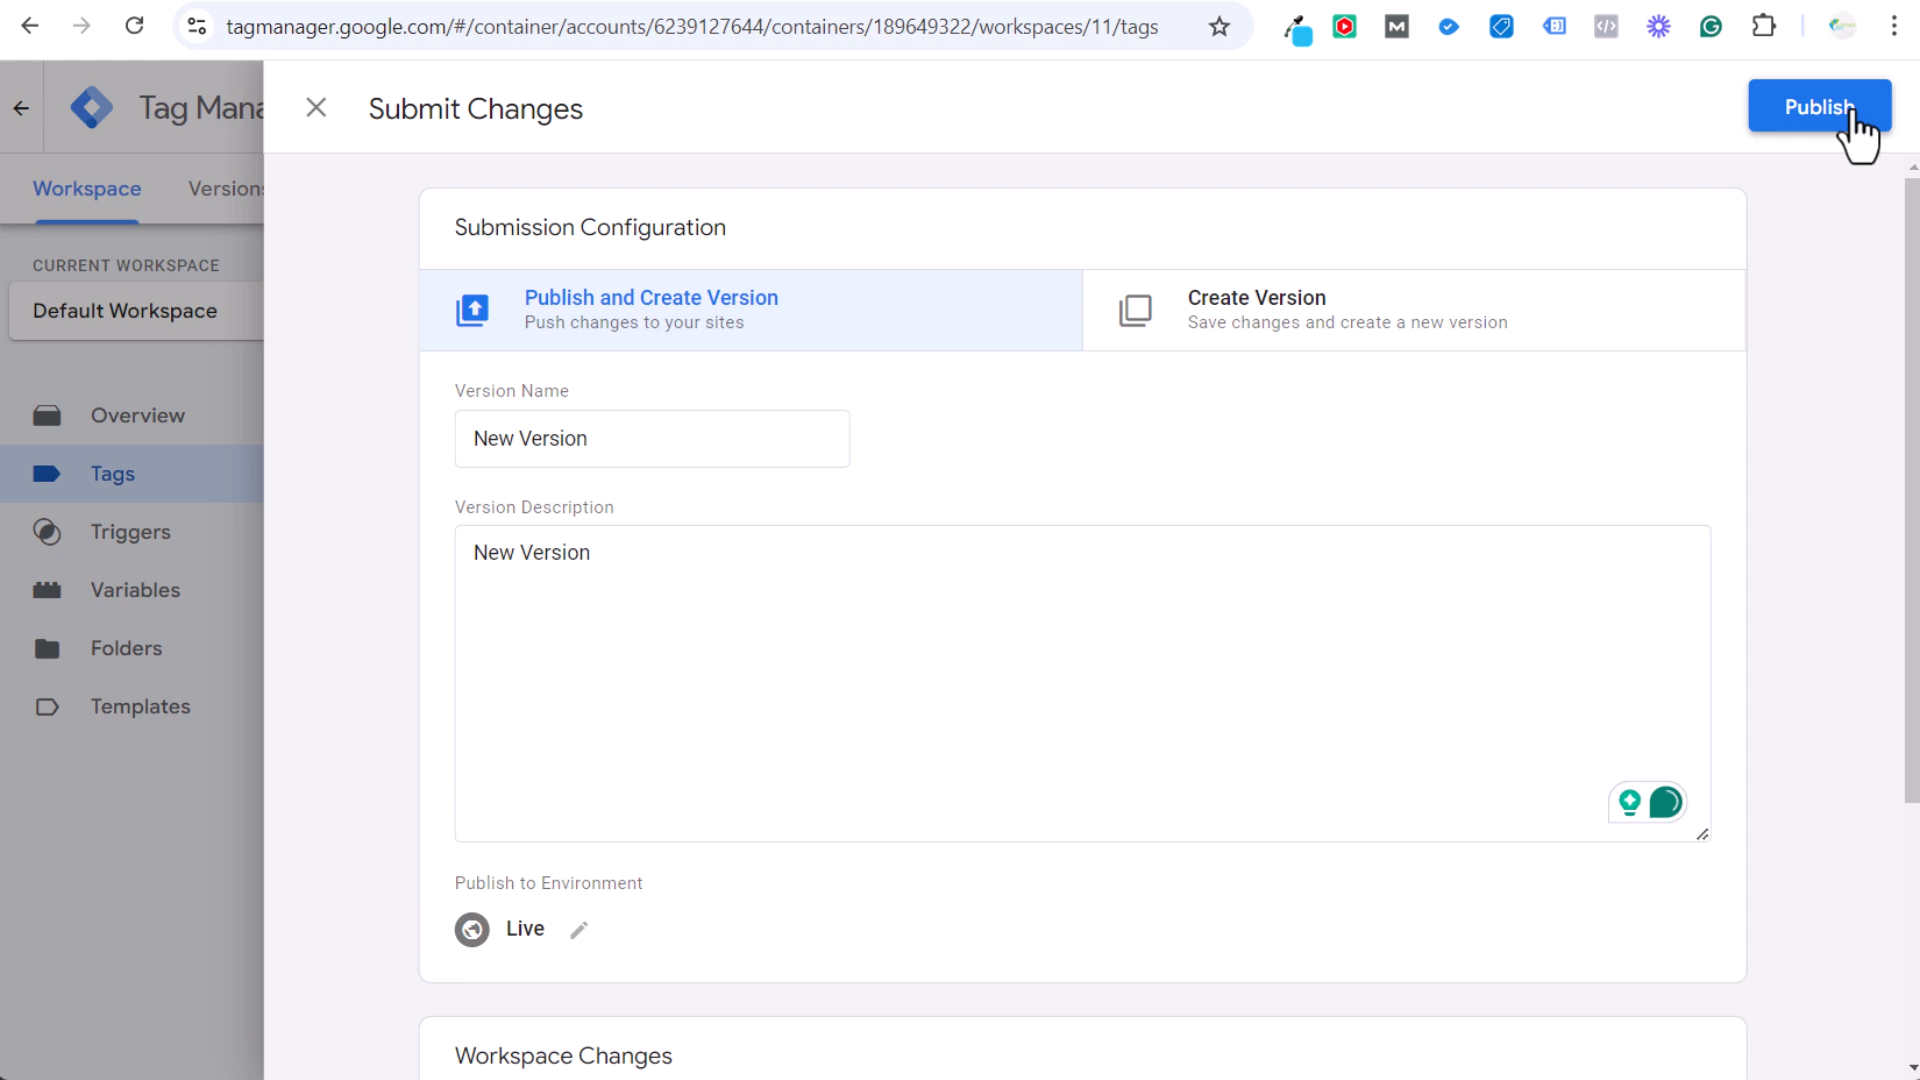 tagmanager.google.com/#/container/accounts/6239127644/containers/189649322/workspaces/11/tags
Tag Mana
Submit Changes
Publish
Workspace
Versions
CURRENT WORKSPACE
Default Workspace
Overview
Tags
Triggers
Variables
Folders
Templates
Submission Configuration
Publish and Create Version
Push changes to your sites
Create Version
Save changes and create a new version
Version Name
New Version
Version Description
New Version
Publish to Environment
Live
Workspace Changes